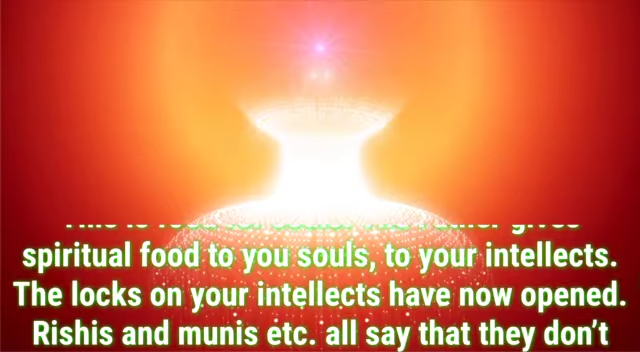 spiritual food to you souls, to your intellects.
The locks on your intellects have now opened.
Rishis and munis etc. all say that they don’t